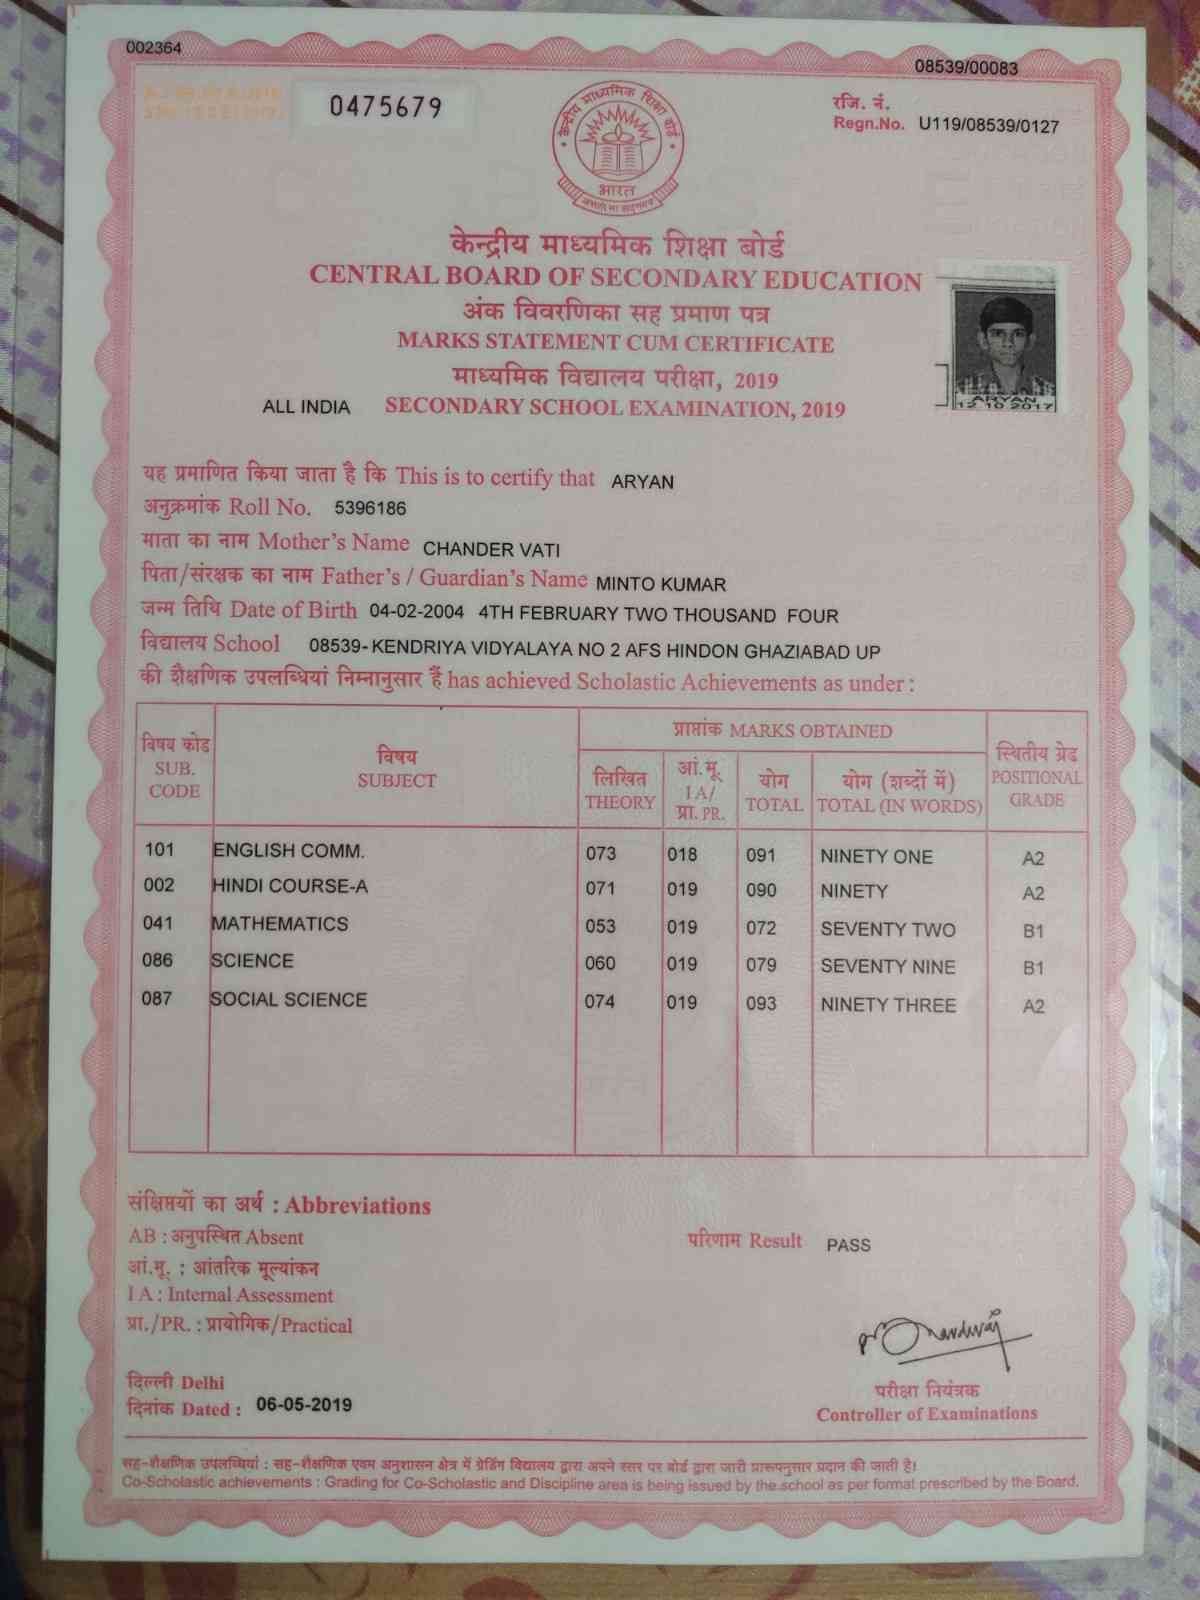 002364
08539/00083
0475679
रजि. नं.
Regn.No. U119/08539/0127
केन्द्रीय माध्यमिक शिक्षा बोर्ड
भारत
असतो मा सद्गमय
केन्द्रीय माध्यमिक शिक्षा बोर्ड
CENTRAL BOARD OF SECONDARY EDUCATION
अंक विवरणिका सह प्रमाण पत्र
MARKS STATEMENT CUM CERTIFICATE
माध्यमिक विद्यालय परीक्षा, 2019
ALL INDIA SECONDARY SCHOOL EXAMINATION, 2019
ARYAN
12 10 2017
यह प्रमाणित किया जाता है कि This is to certify that ARYAN
अनुक्रमांक Roll No. 5396186
माता का नाम Mother's Name CHANDER VATI
पिता/संरक्षक का नाम Father's / Guardian's Name MINTO KUMAR
जन्म तिथि Date of Birth 04-02-2004 4TH FEBRUARY TWO THOUSAND FOUR
विद्यालय School 08539- KENDRIYA VIDYALAYA NO 2 AFS HINDON GHAZIABAD UP
की शैक्षणिक उपलब्धियां निम्नानुसार हैं has achieved Scholastic Achievements as under :
विषय कोड
SUB.
CODE
विषय
SUBJECT
प्राप्तांक MARKS OBTAINED
लिखित
THEORY
आं.मू.
I A/
प्रा. PR.
योग
TOTAL
योग (शब्दों में)
TOTAL (IN WORDS)
स्थितीय ग्रेड
POSITIONAL
GRADE
101 ENGLISH COMM. 073 018 091 NINETY ONE A2
002 HINDI COURSE-A 071 019 090 NINETY A2
041 MATHEMATICS 053 019 072 SEVENTY TWO B1
086 SCIENCE 060 019 079 SEVENTY NINE B1
087 SOCIAL SCIENCE 074 019 093 NINETY THREE A2
संक्षिप्तियों का अर्थ : Abbreviations
AB : अनुपस्थित Absent
आं.मू. : आंतरिक मूल्यांकन
I A : Internal Assessment
प्रा./PR. : प्रायोगिक/Practical
परिणाम Result PASS
दिल्ली Delhi
दिनांक Dated : 06-05-2019
परीक्षा नियंत्रक
Controller of Examinations
सह-शैक्षणिक उपलब्धियां : सह-शैक्षणिक एवम अनुशासन क्षेत्र में ग्रेडिंग विद्यालय द्वारा अपने स्तर पर बोर्ड द्वारा जारी प्रारूपनुसार प्रदान की जाती है।
Co-Scholastic achievements : Grading for Co-Scholastic and Discipline area is being issued by the school as per format prescribed by the Board.